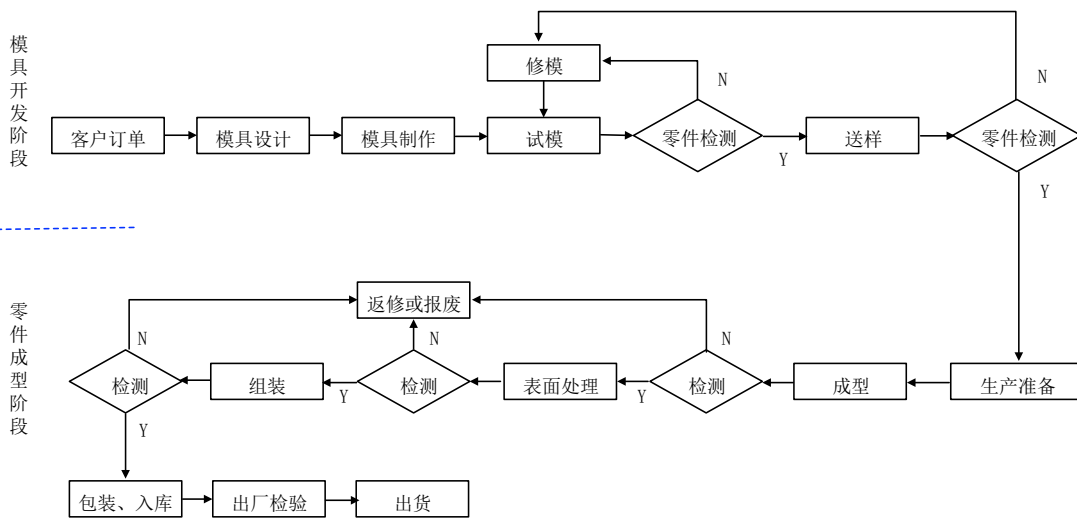 模具开发阶段
修模
N
N
客户订单
模具设计
模具制作
试模
零件检测
送样
零件检测
Y
Y
零件成型阶段
返修或报废
N
N
N
检测
组装
检测
表面处理
检测
成型
生产准备
Y
Y
Y
包装、入库
出厂检验
出货